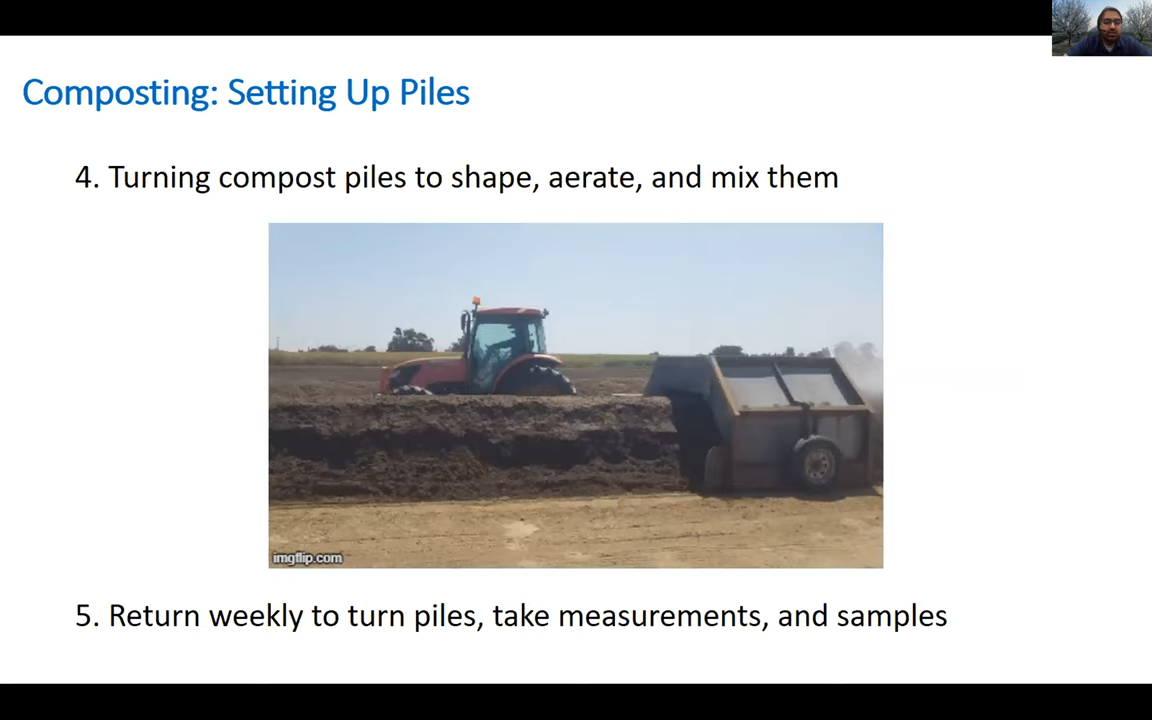 Composting: Setting Up Piles
4. Turning compost piles to shape, aerate, and mix them
imgflip.com
5. Return weekly to turn piles, take measurements, and samples